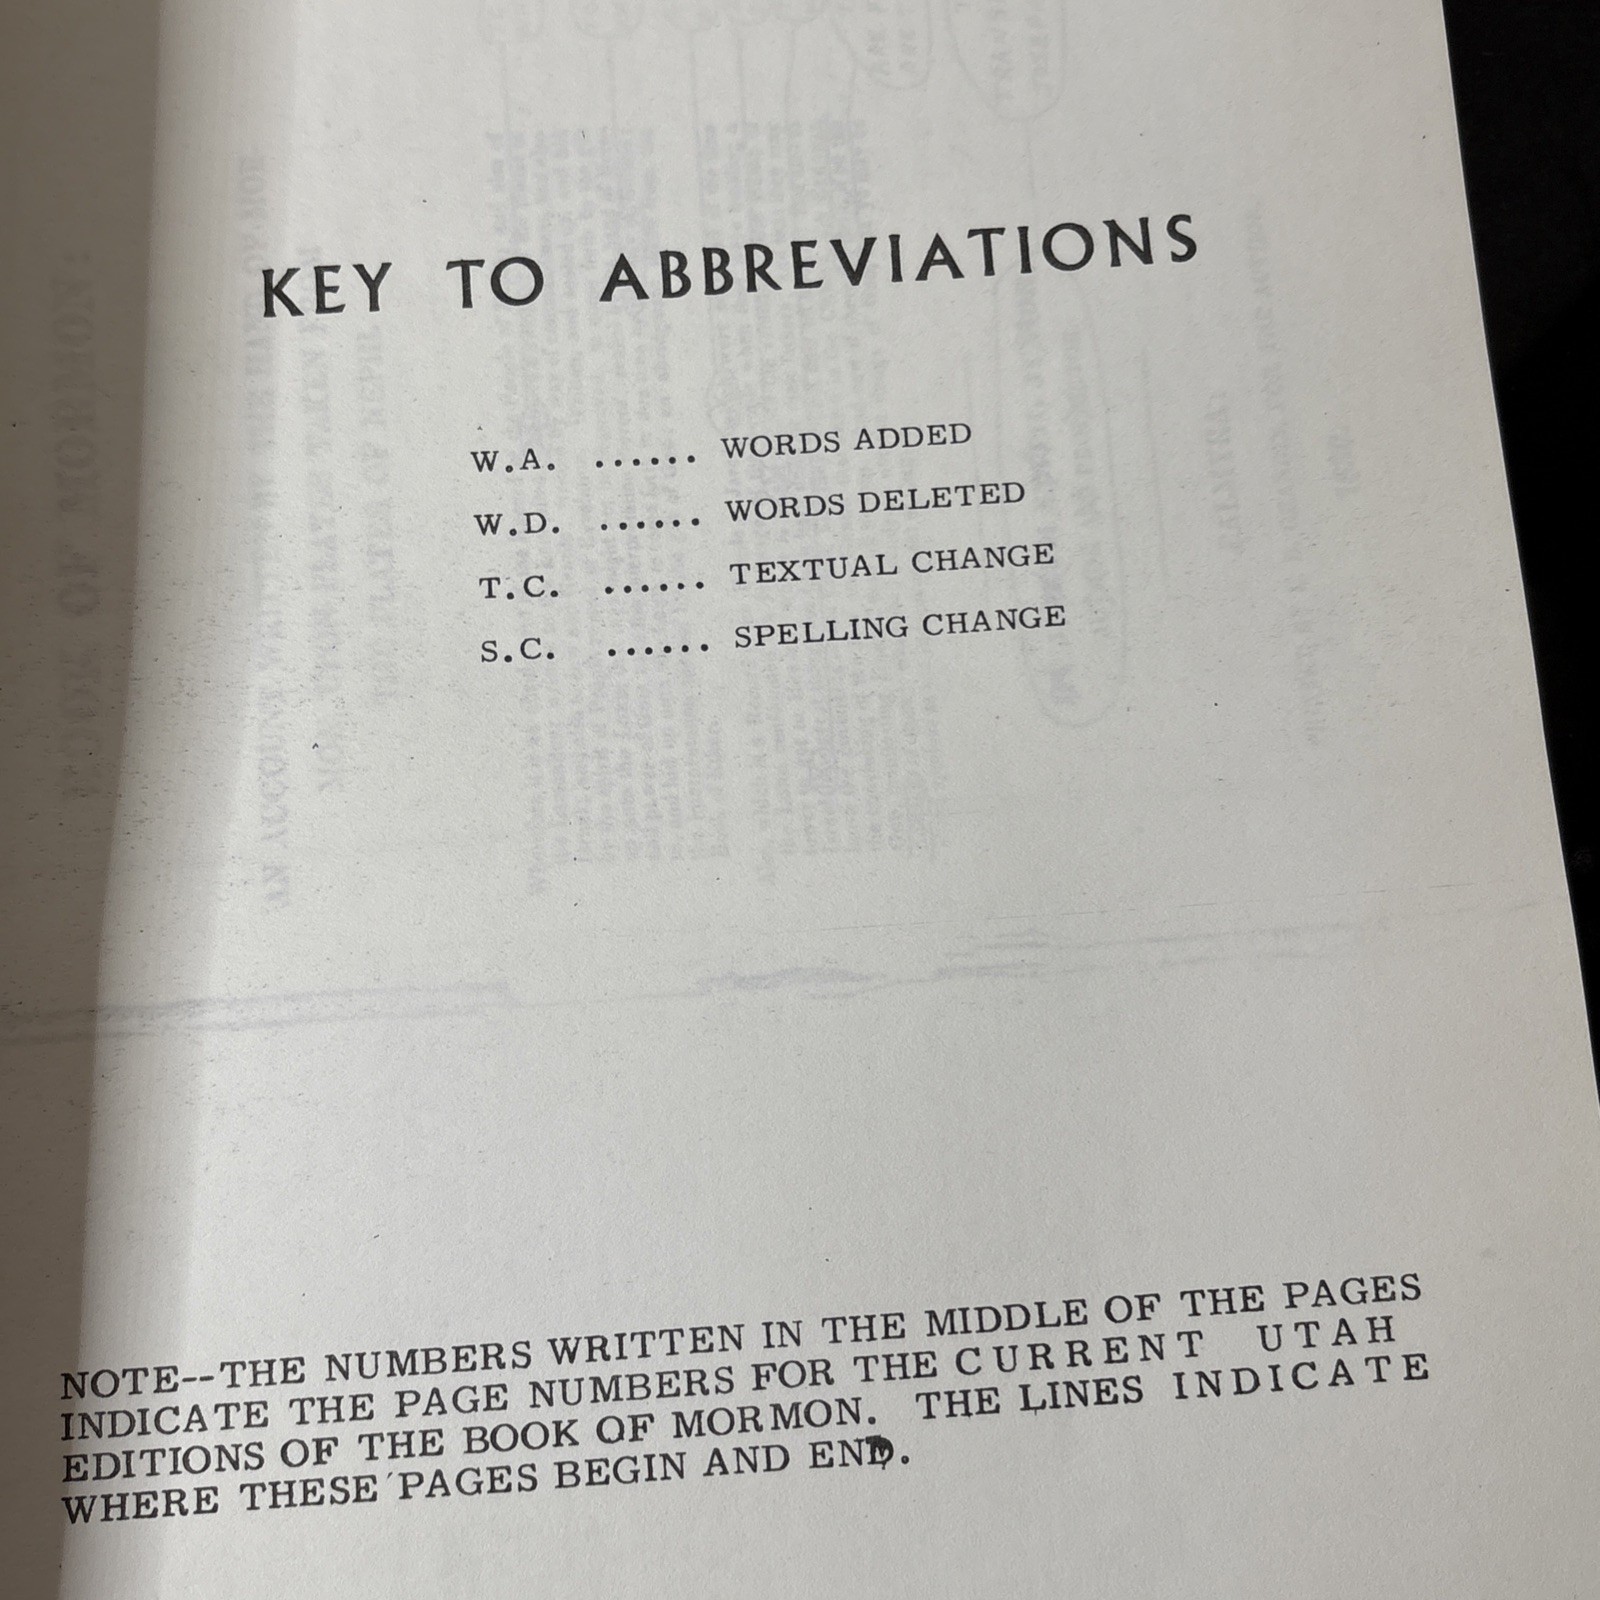 KEY TO ABBREVIATIONS
W.A. ...... WORDS ADDED
W.D. ...... WORDS DELETED
T.C. ...... TEXTUAL CHANGE
S.C. ...... SPELLING CHANGE
NOTE--THE NUMBERS WRITTEN IN THE MIDDLE OF THE PAGES
INDICATE THE PAGE NUMBERS FOR THE CURRENT UTAH
EDITIONS OF THE BOOK OF MORMON. THE LINES INDICATE
WHERE THESE PAGES BEGIN AND END.